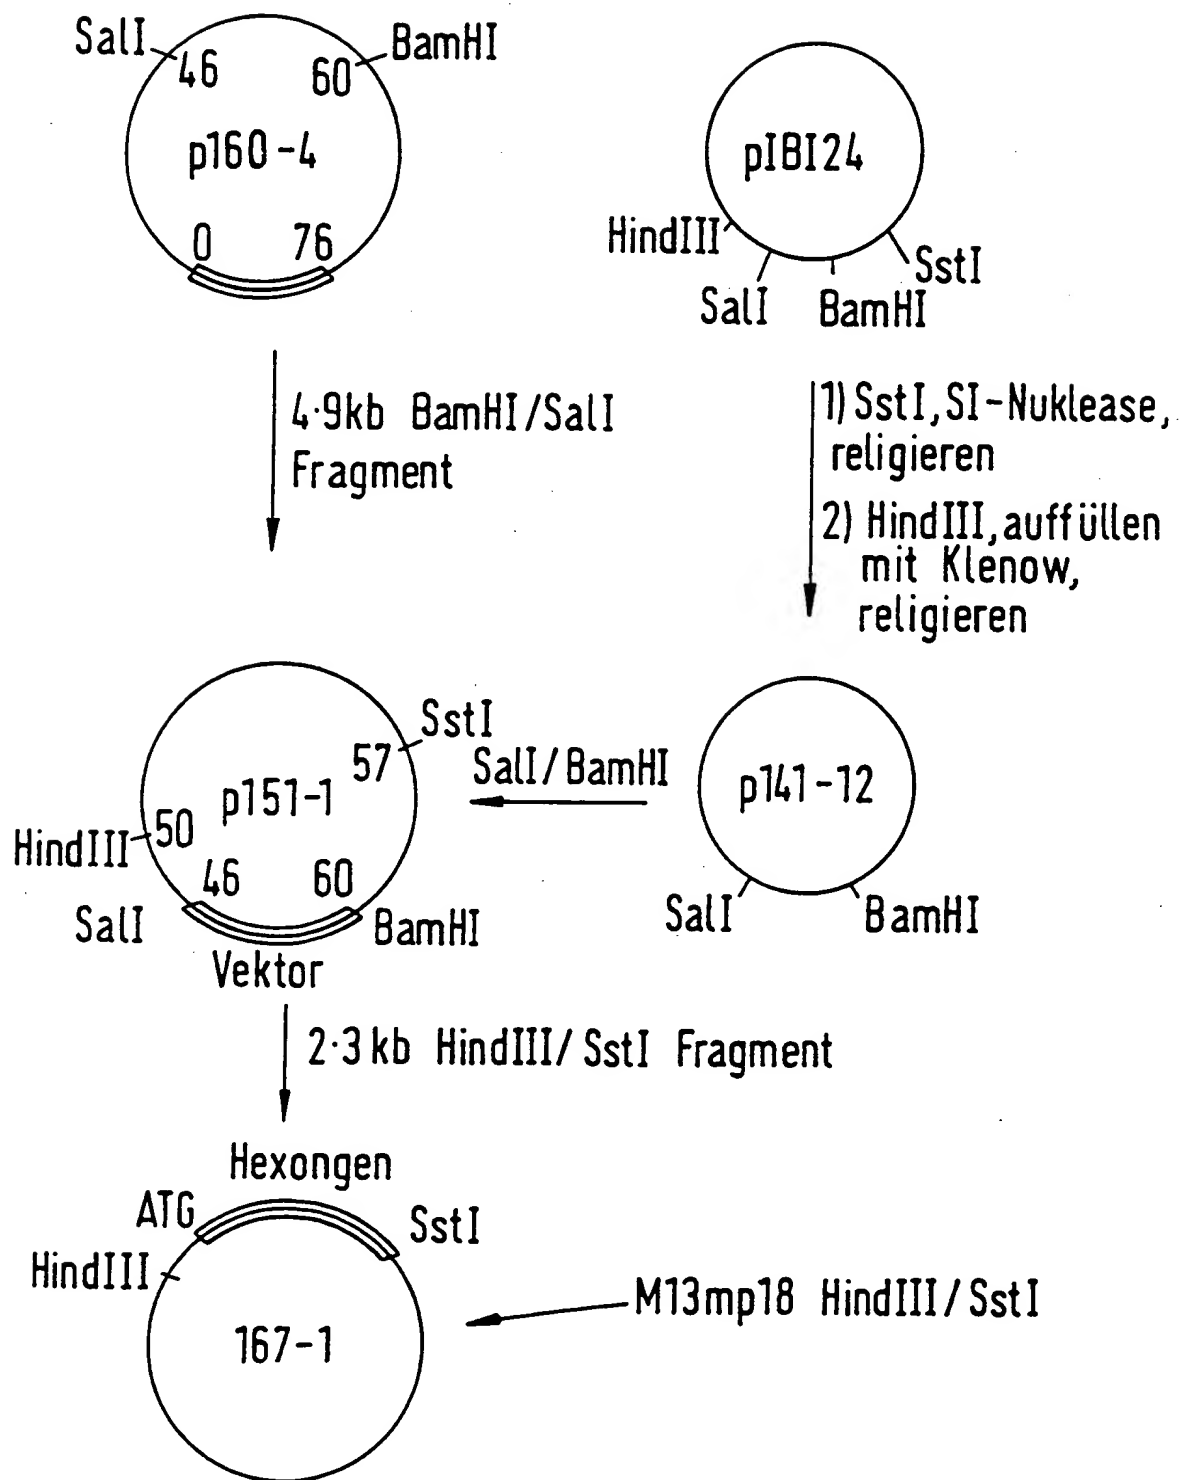 SalI
46
60
BamHI
p160-4
0
76
pIBI24
HindIII
SalI
BamHI
SstI
4·9kb BamHI/SalI
Fragment
1) SstI, SI-Nuklease,
religieren
2) HindIII, auffüllen
mit Klenow,
religieren
SstI
57
p151-1
HindIII
50
46
60
SalI
BamHI
Vektor
SalI/BamHI
p141-12
SalI
BamHI
2·3kb HindIII/SstI Fragment
Hexongen
ATG
SstI
HindIII
167-1
M13mp18 HindIII/SstI